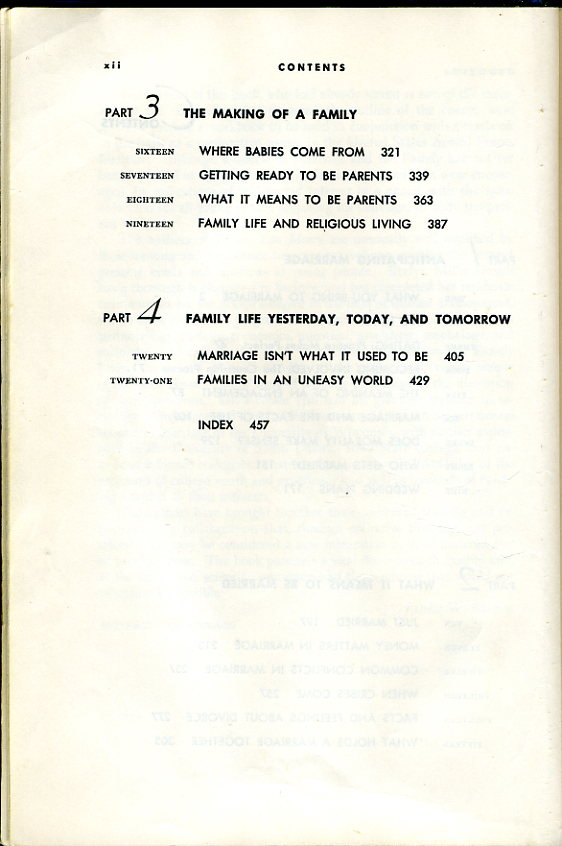 xii CONTENTS
PART 3 THE MAKING OF A FAMILY
SIXTEEN WHERE BABIES COME FROM 321
SEVENTEEN GETTING READY TO BE PARENTS 339
EIGHTEEN WHAT IT MEANS TO BE PARENTS 363
NINETEEN FAMILY LIFE AND RELIGIOUS LIVING 387
PART 4 FAMILY LIFE YESTERDAY, TODAY, AND TOMORROW
TWENTY MARRIAGE ISN'T WHAT IT USED TO BE 405
TWENTY-ONE FAMILIES IN AN UNEASY WORLD 429
INDEX 457